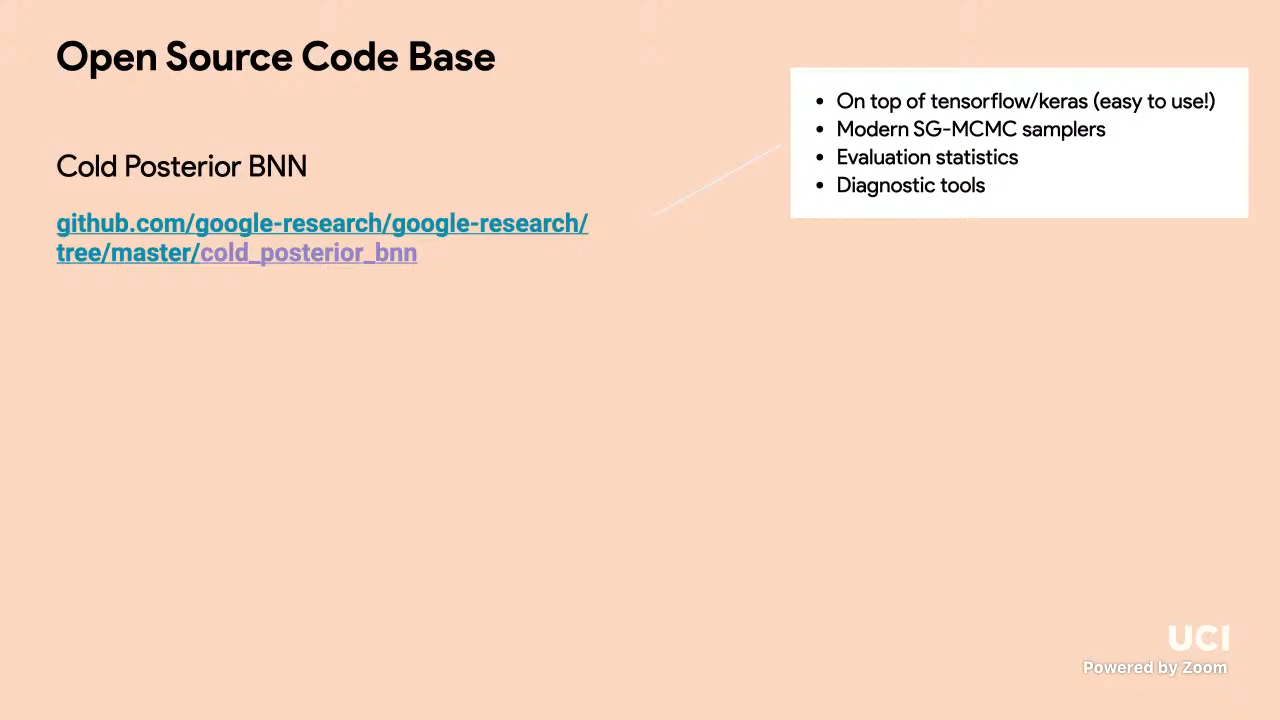 Open Source Code Base
Cold Posterior BNN
github.com/google-research/google-research/
tree/master/cold_posterior_bnn
• On top of tensorflow/keras (easy to use!)
• Modern SG-MCMC samplers
• Evaluation statistics
• Diagnostic tools
UCI
Powered by Zoom